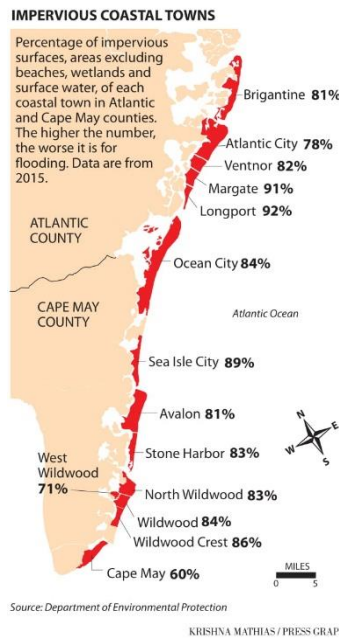 IMPERVIOUS COASTAL TOWNS
Percentage of impervious
surfaces, areas excluding
beaches, wetlands and
surface water, of each
coastal town in Atlantic
and Cape May counties.
The higher the number,
the worse it is for
flooding. Data are from
2015.
Brigantine 81%
Atlantic City 78%
Ventnor 82%
Margate 91%
Longport 92%
ATLANTIC
COUNTY
Ocean City 84%
CAPE MAY
COUNTY
Atlantic Ocean
Sea Isle City 89%
Avalon 81%
N
E
W
S
Stone Harbor 83%
West
Wildwood
71%
North Wildwood 83%
Wildwood 84%
Wildwood Crest 86%
Cape May 60%
MILES
0 5
Source: Department of Environmental Protection
KRISHNA MATHIAS / PRESS GRAP